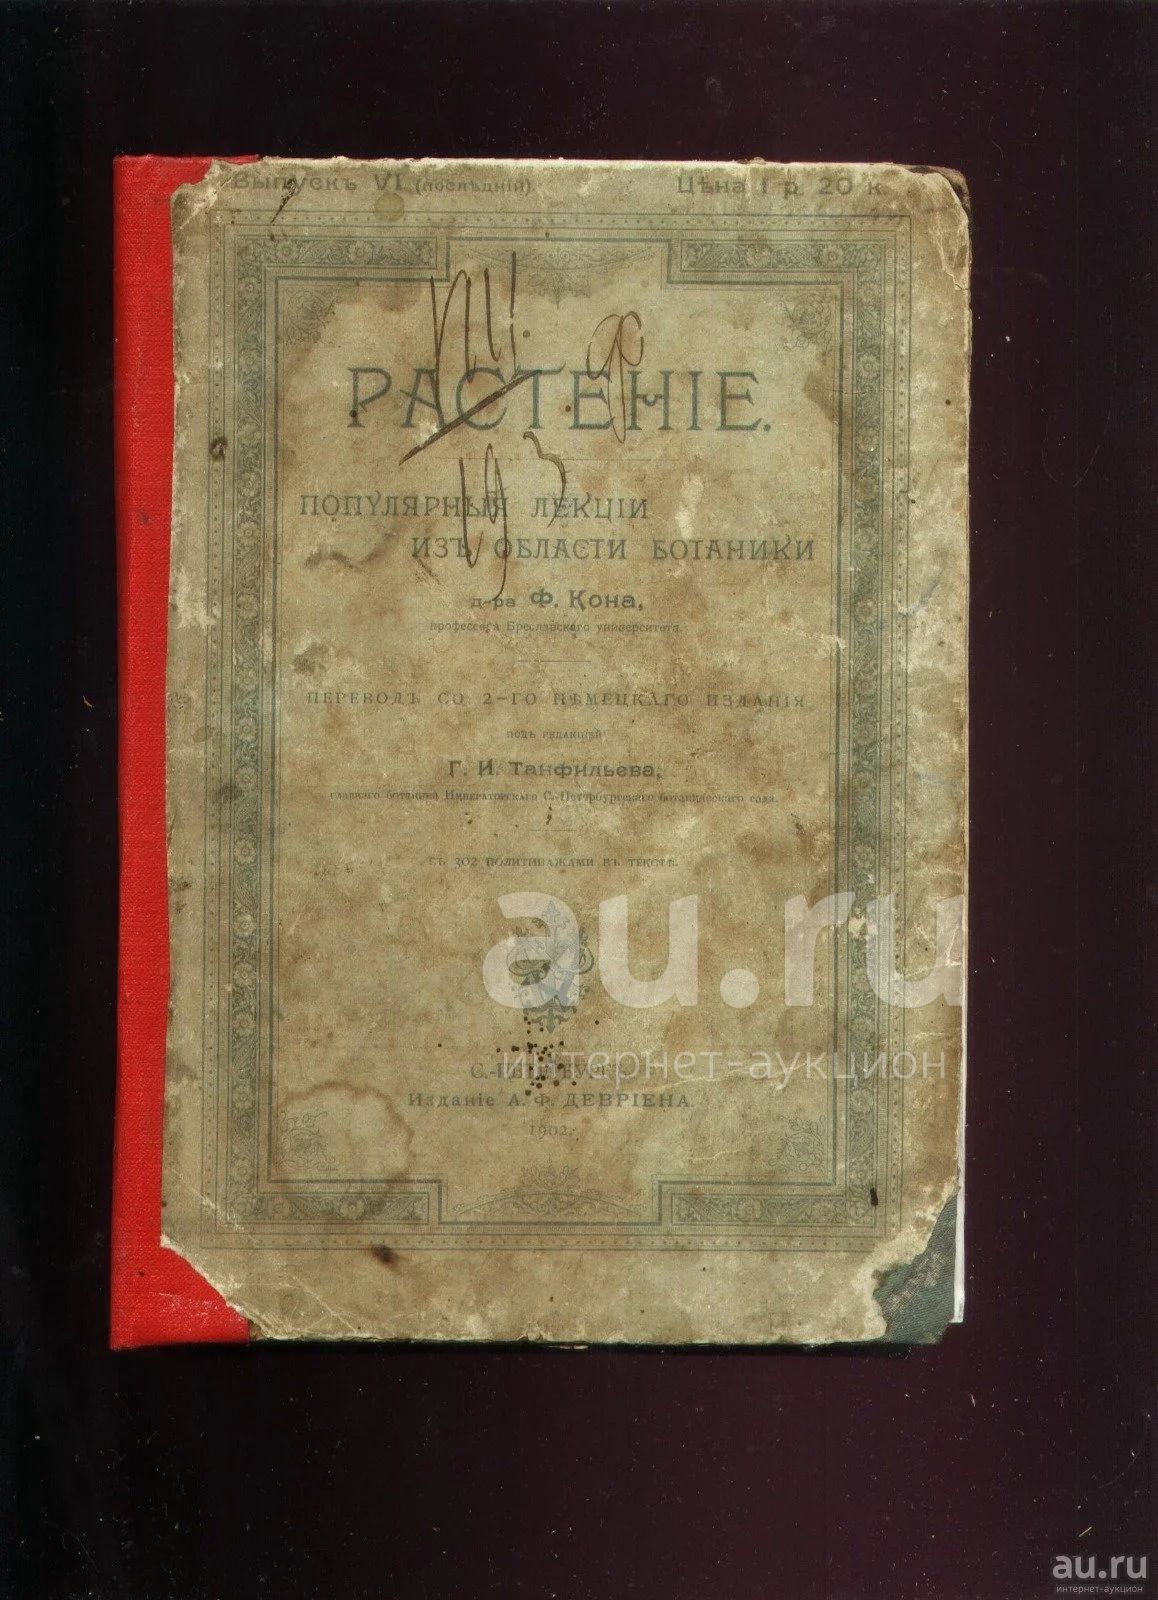 Выпускъ VI (послѣдній).
Цѣна 1 р. 20 к.
РАСТЕНІЕ.
193
ПОПУЛЯРНЫЯ ЛЕКЦІИ
ИЗЪ ОБЛАСТИ БОТАНИКИ
д-ра Ф. Кона,
профессора Бреславскаго университета.
ПЕРЕВОДЪ СО 2-ГО НѢМЕЦКАГО ИЗДАНІЯ
ПОДЪ РЕДАКЦІЕЙ
Г. И. Танфильева,
главнаго ботаника Императорскаго С.-Петербургскаго ботаническаго сада.
СЪ 302 ПОЛИТИПАЖАМИ ВЪ ТЕКСТѢ.
au.ru
интернет-аукцион
Изданіе А. Ф. ДЕВРІЕНА.
1902.
au.ru
интернет-аукцион